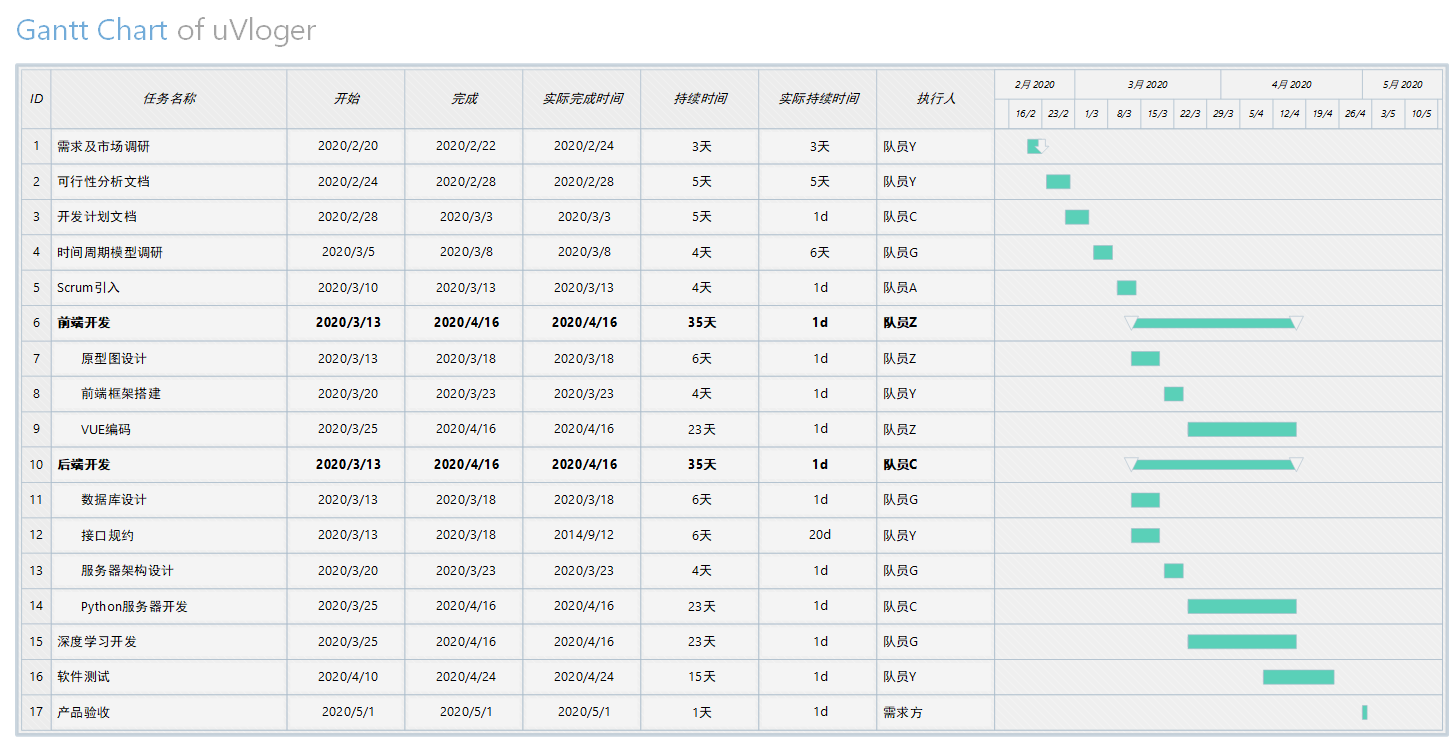 Gantt Chart of uVloger
ID 任务名称 开始 完成 实际完成时间 持续时间 实际持续时间 执行人 2月 2020 3月 2020 4月 2020 5月 2020
16/2 23/2 1/3 8/3 15/3 22/3 29/3 5/4 12/4 19/4 26/4 3/5 10/5
1 需求及市场调研 2020/2/20 2020/2/22 2020/2/24 3天 3天 队员Y
2 可行性分析文档 2020/2/24 2020/2/28 2020/2/28 5天 5天 队员Y
3 开发计划文档 2020/2/28 2020/3/3 2020/3/3 5天 1d 队员C
4 时间周期模型调研 2020/3/5 2020/3/8 2020/3/8 4天 6天 队员G
5 Scrum引入 2020/3/10 2020/3/13 2020/3/13 4天 1d 队员A
6 前端开发 2020/3/13 2020/4/16 2020/4/16 35天 1d 队员Z
7 原型图设计 2020/3/13 2020/3/18 2020/3/18 6天 1d 队员Z
8 前端框架搭建 2020/3/20 2020/3/23 2020/3/23 4天 1d 队员Y
9 VUE编码 2020/3/25 2020/4/16 2020/4/16 23天 1d 队员Z
10 后端开发 2020/3/13 2020/4/16 2020/4/16 35天 1d 队员C
11 数据库设计 2020/3/13 2020/3/18 2020/3/18 6天 1d 队员G
12 接口规约 2020/3/13 2020/3/18 2014/9/12 6天 20d 队员Y
13 服务器架构设计 2020/3/20 2020/3/23 2020/3/23 4天 1d 队员G
14 Python服务器开发 2020/3/25 2020/4/16 2020/4/16 23天 1d 队员C
15 深度学习开发 2020/3/25 2020/4/16 2020/4/16 23天 1d 队员G
16 软件测试 2020/4/10 2020/4/24 2020/4/24 15天 1d 队员Y
17 产品验收 2020/5/1 2020/5/1 2020/5/1 1天 1d 需求方